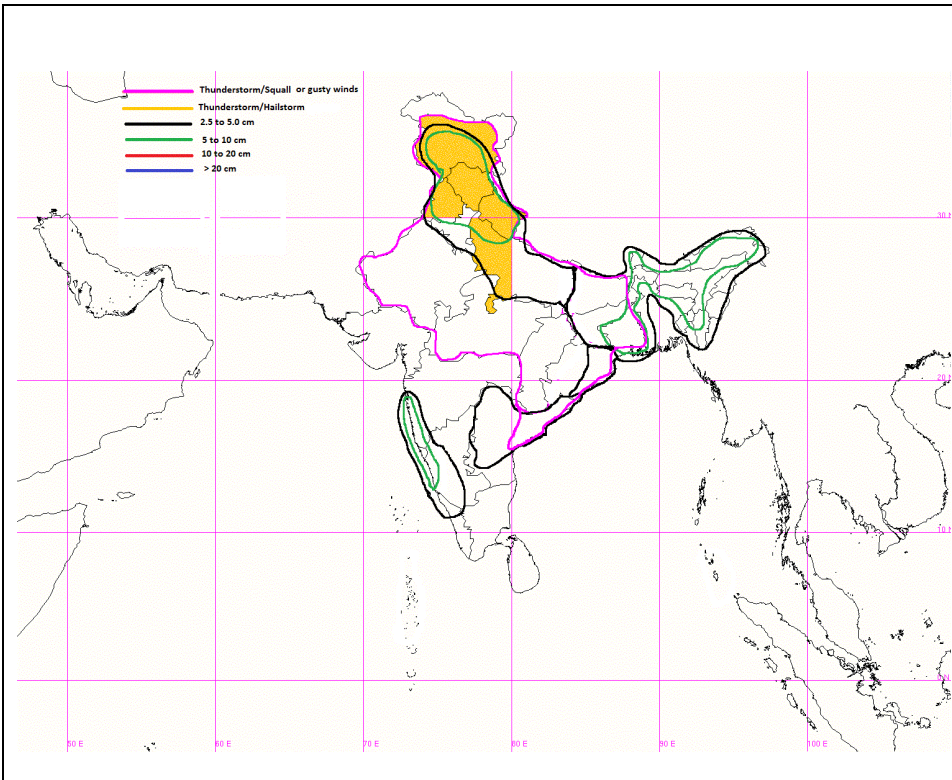 Thunderstorm/Squall or gusty winds
Thunderstorm/Hailstorm
2.5 to 5.0 cm
5 to 10 cm
10 to 20 cm
> 20 cm
30 N
20 N
10 N
50 E
60 E
70 E
80 E
90 E
100 E